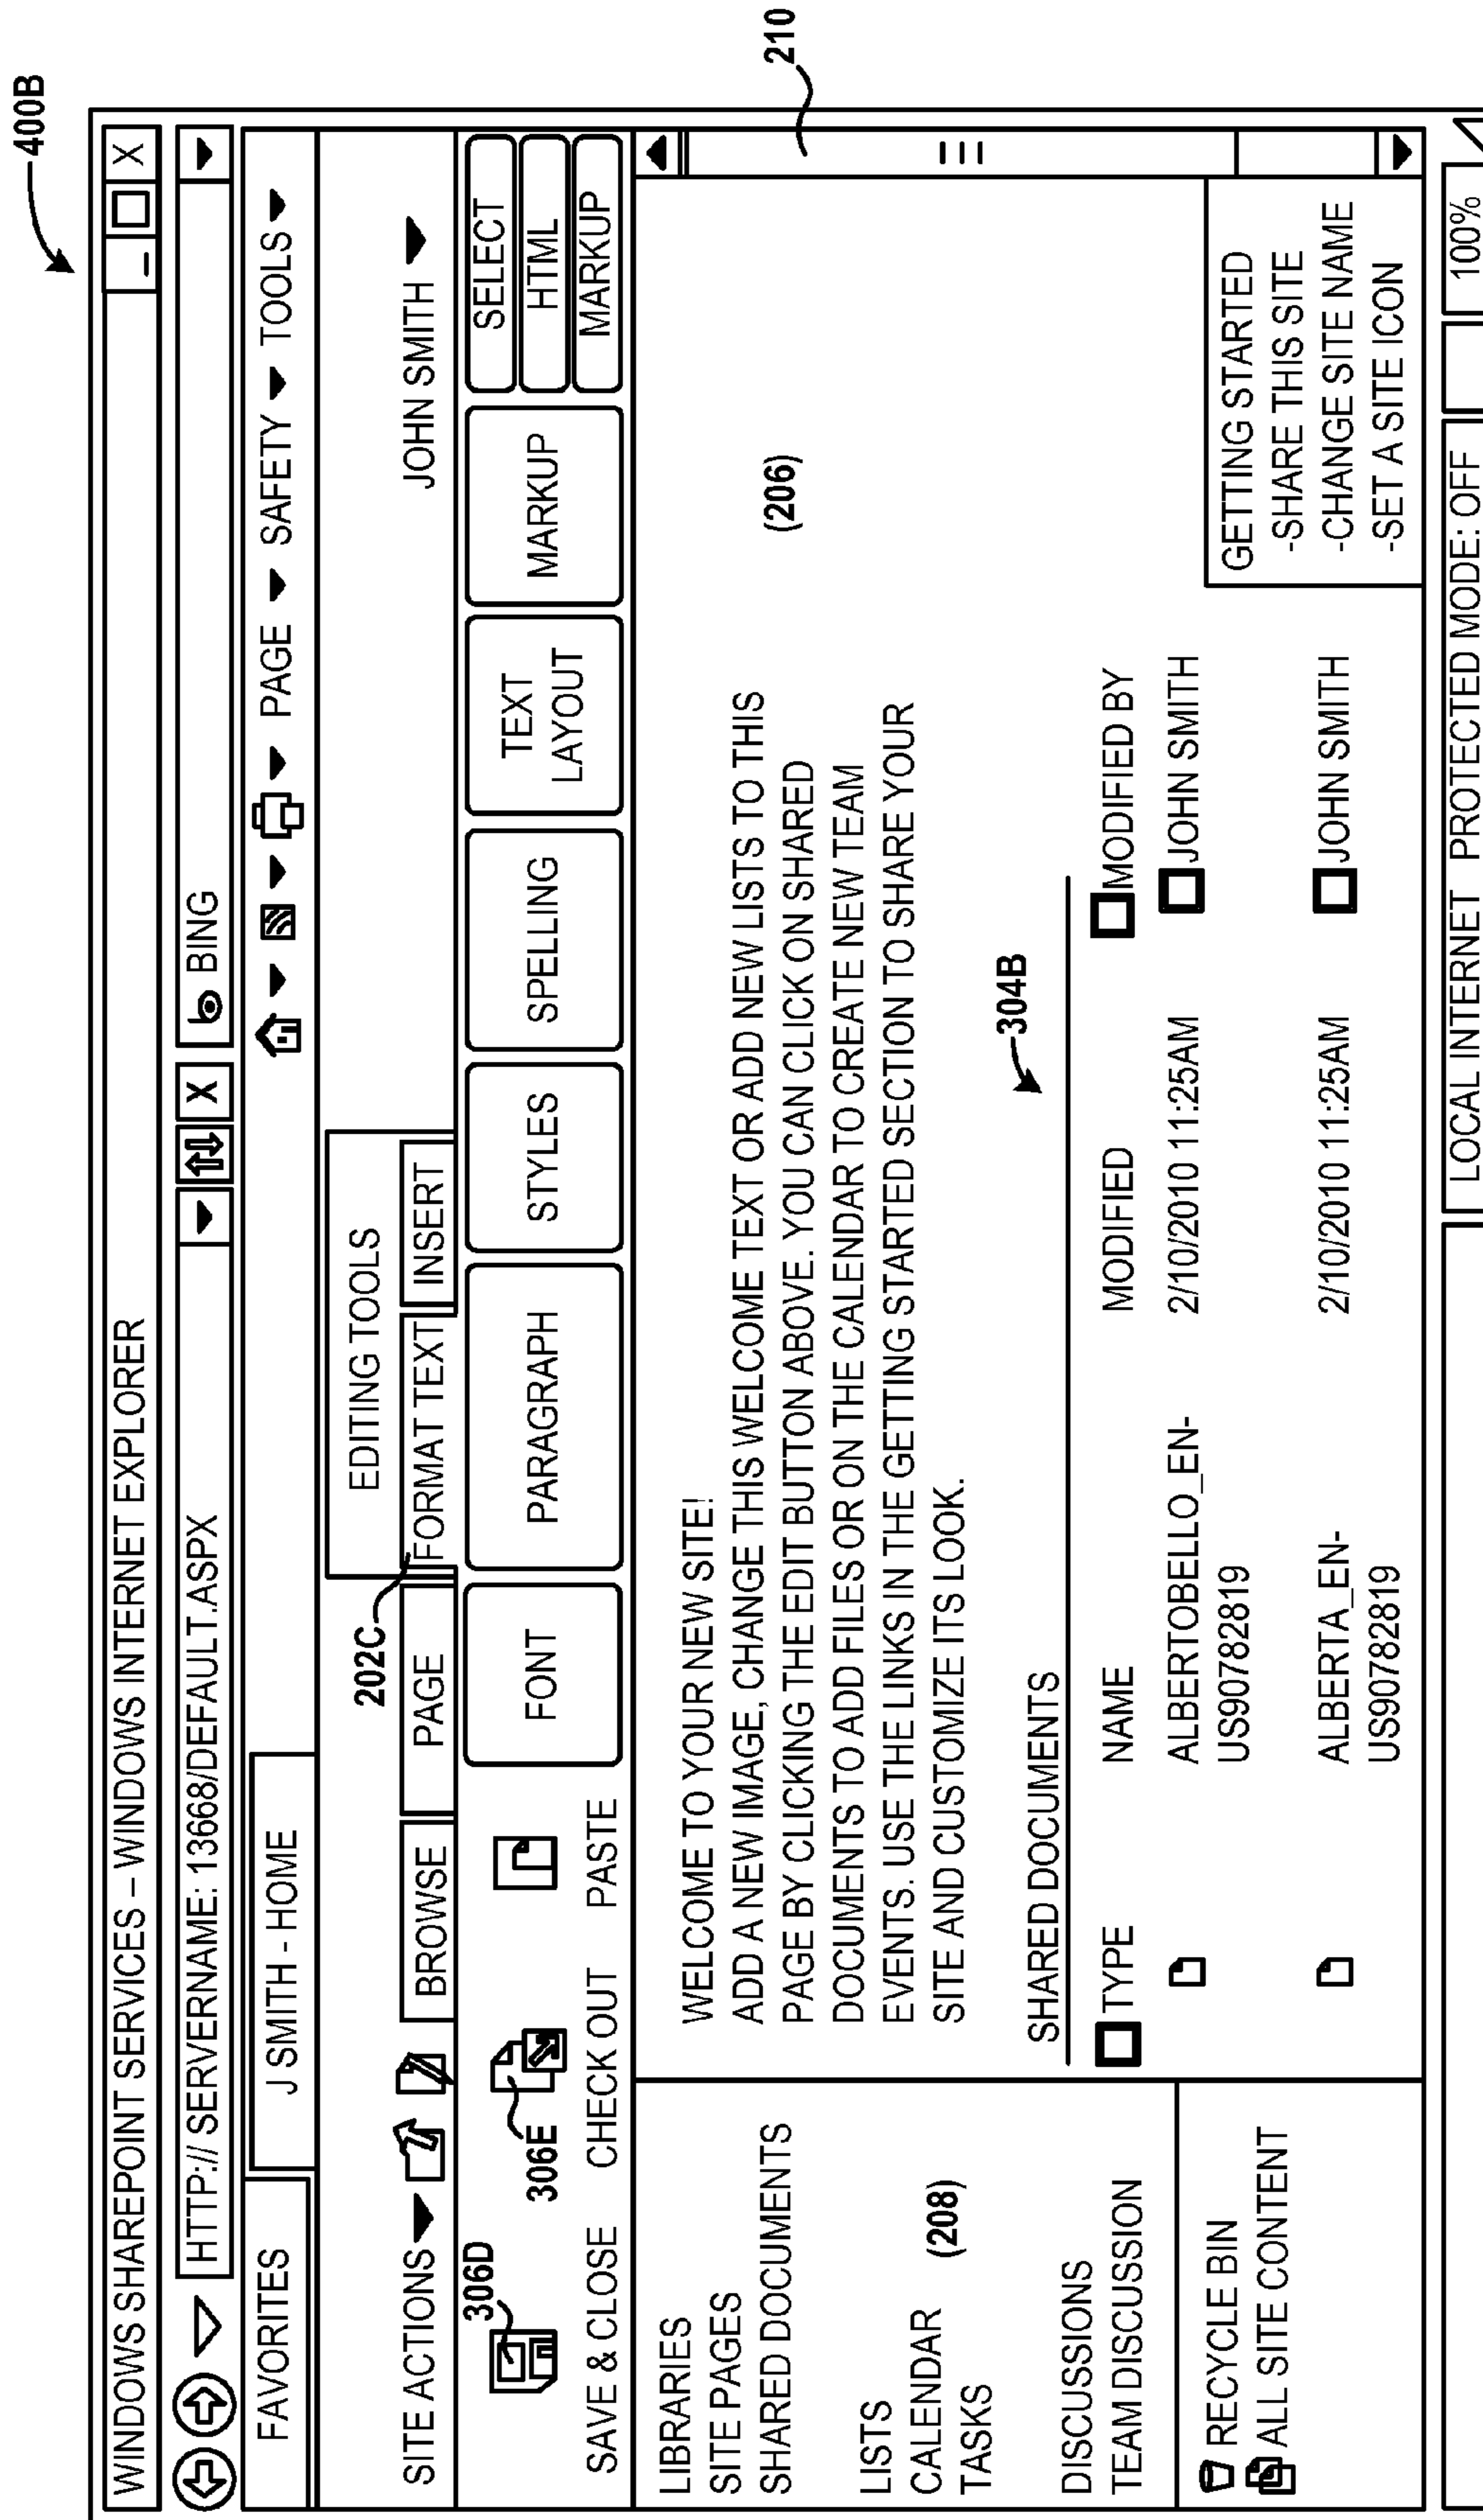 400B
WINDOWS SHAREPOINT SERVICES – WINDOWS INTERNET EXPLORER
_ X
HTTP:// SERVERNAME: 13668/DEFAULT.ASPX
X
BING
FAVORITES
J SMITH - HOME
PAGE
SAFETY
TOOLS
EDITING TOOLS
202C
SITE ACTIONS
BROWSE
PAGE
FORMAT TEXT
INSERT
JOHN SMITH
306D
306E
SAVE & CLOSE
CHECK OUT
PASTE
FONT
PARAGRAPH
STYLES
SPELLING
TEXT
LAYOUT
MARKUP
SELECT
HTML
MARKUP
210
LIBRARIES
SITE PAGES
SHARED DOCUMENTS
LISTS
CALENDAR
TASKS
(208)
DISCUSSIONS
TEAM DISCUSSION
RECYCLE BIN
ALL SITE CONTENT
WELCOME TO YOUR NEW SITE!
ADD A NEW IMAGE, CHANGE THIS WELCOME TEXT OR ADD NEW LISTS TO THIS
PAGE BY CLICKING THE EDIT BUTTON ABOVE. YOU CAN CLICK ON SHARED
DOCUMENTS TO ADD FILES OR ON THE CALENDAR TO CREATE NEW TEAM
EVENTS. USE THE LINKS IN THE GETTING STARTED SECTION TO SHARE YOUR
SITE AND CUSTOMIZE ITS LOOK.
(206)
304B
SHARED DOCUMENTS
TYPE NAME MODIFIED MODIFIED BY
ALBERTOBELLO_EN- 2/10/2010 11:25AM JOHN SMITH
US90782819
ALBERTA_EN- 2/10/2010 11:25AM JOHN SMITH
US90782819
GETTING STARTED
-SHARE THIS SITE
-CHANGE SITE NAME
-SET A SITE ICON
LOCAL INTERNET PROTECTED MODE: OFF
100%